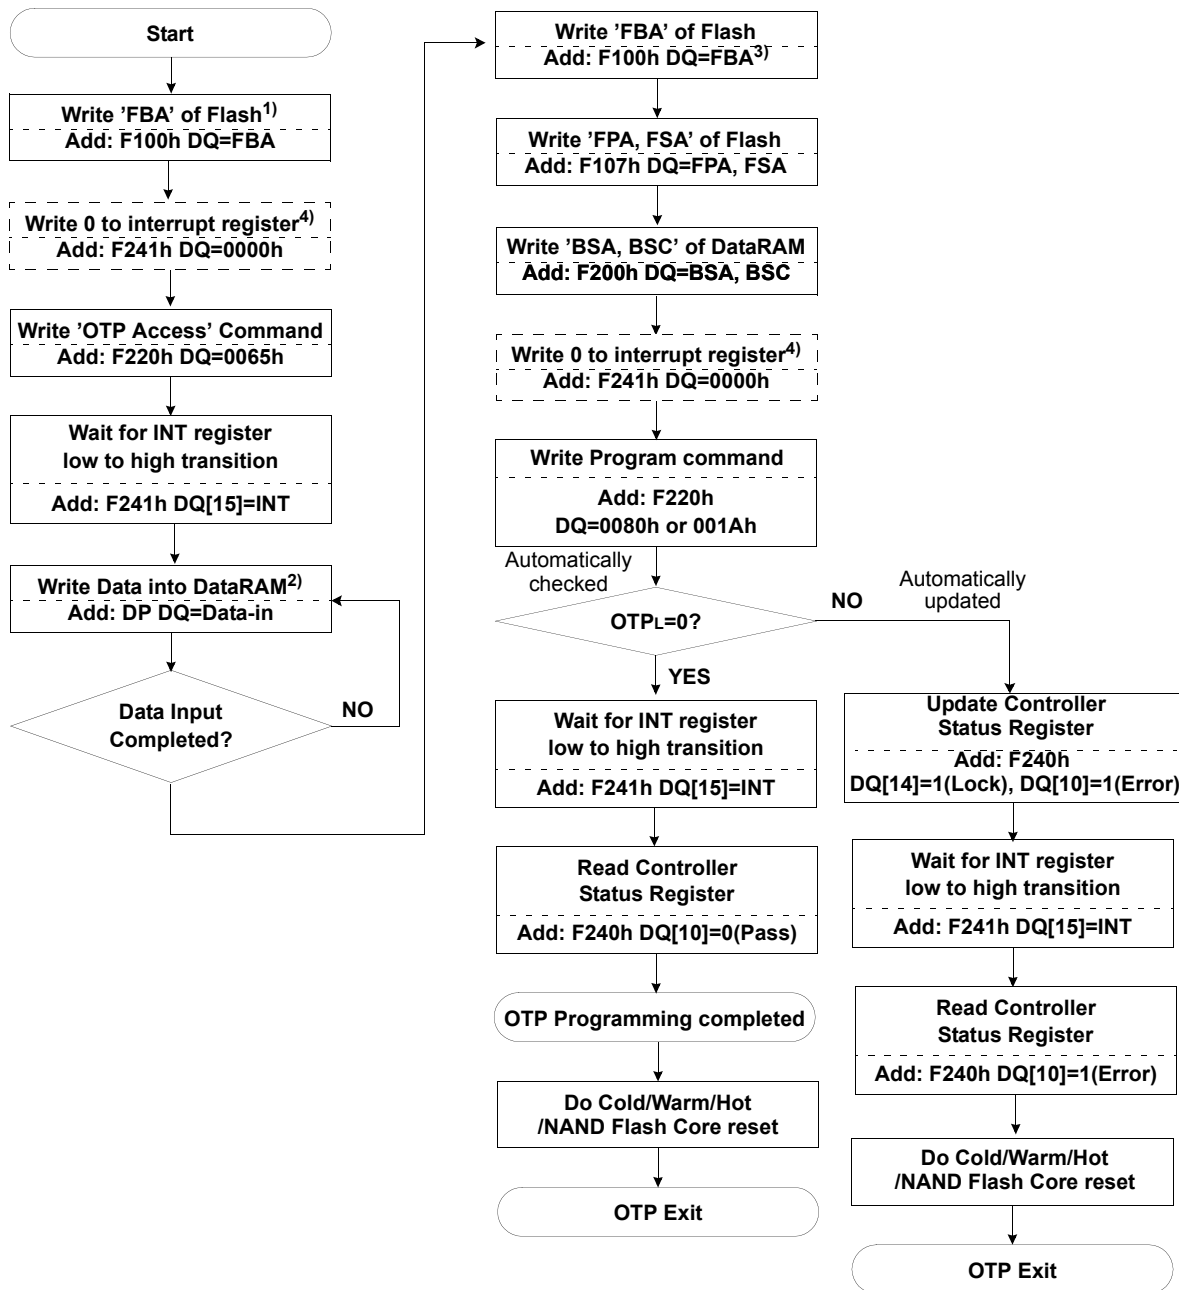 Start
Write ’FBA’ of Flash1)
Add: F100h DQ=FBA
Write 0 to interrupt register4)
Add: F241h DQ=0000h
Write ’OTP Access’ Command
Add: F220h DQ=0065h
Wait for INT register
low to high transition
Add: F241h DQ[15]=INT
Write Data into DataRAM2)
Add: DP DQ=Data-in
Data Input
Completed?
NO
Write ’FBA’ of Flash
Add: F100h DQ=FBA3)
Write ’FPA, FSA’ of Flash
Add: F107h DQ=FPA, FSA
Write ’BSA, BSC’ of DataRAM
Add: F200h DQ=BSA, BSC
Write 0 to interrupt register4)
Add: F241h DQ=0000h
Write Program command
Add: F220h
DQ=0080h or 001Ah
Automatically
checked
OTPL=0?
NO
Automatically
updated
YES
Wait for INT register
low to high transition
Add: F241h DQ[15]=INT
Read Controller
Status Register
Add: F240h DQ[10]=0(Pass)
OTP Programming completed
Do Cold/Warm/Hot
/NAND Flash Core reset
OTP Exit
Update Controller
Status Register
Add: F240h
DQ[14]=1(Lock), DQ[10]=1(Error)
Wait for INT register
low to high transition
Add: F241h DQ[15]=INT
Read Controller
Status Register
Add: F240h DQ[10]=1(Error)
Do Cold/Warm/Hot
/NAND Flash Core reset
OTP Exit